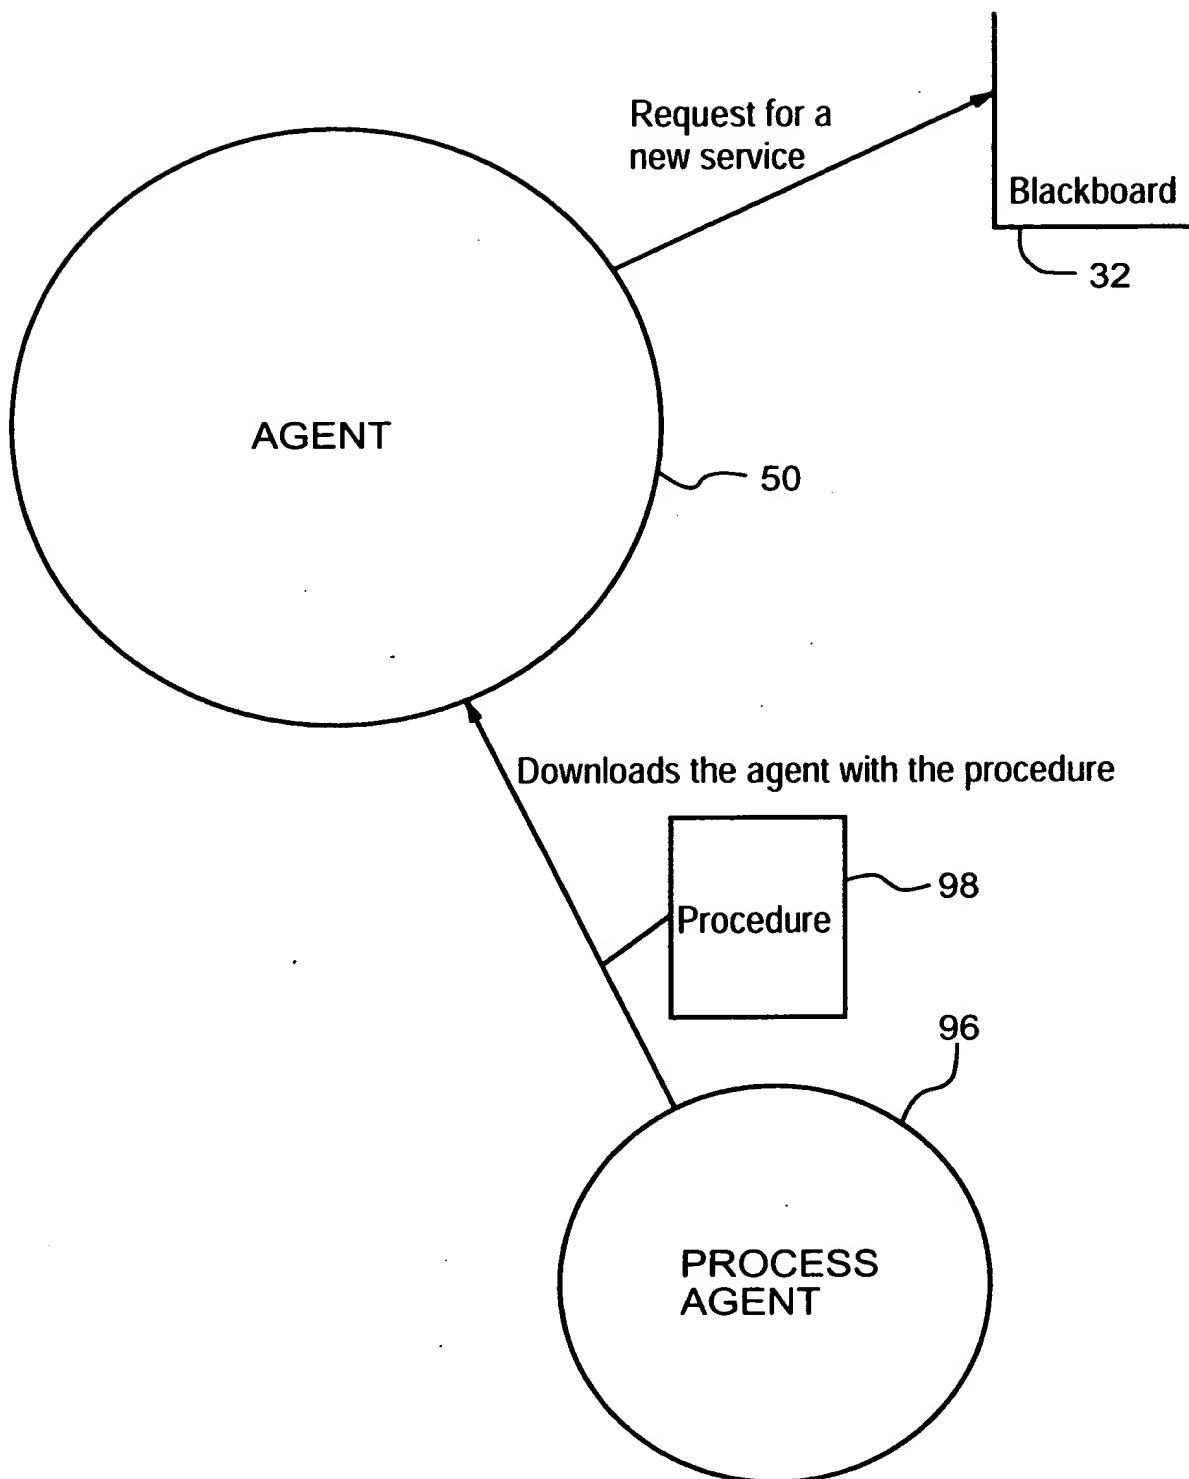 Request for a
new service
Blackboard
32
AGENT
50
Downloads the agent with the procedure
Procedure
98
96
PROCESS
AGENT